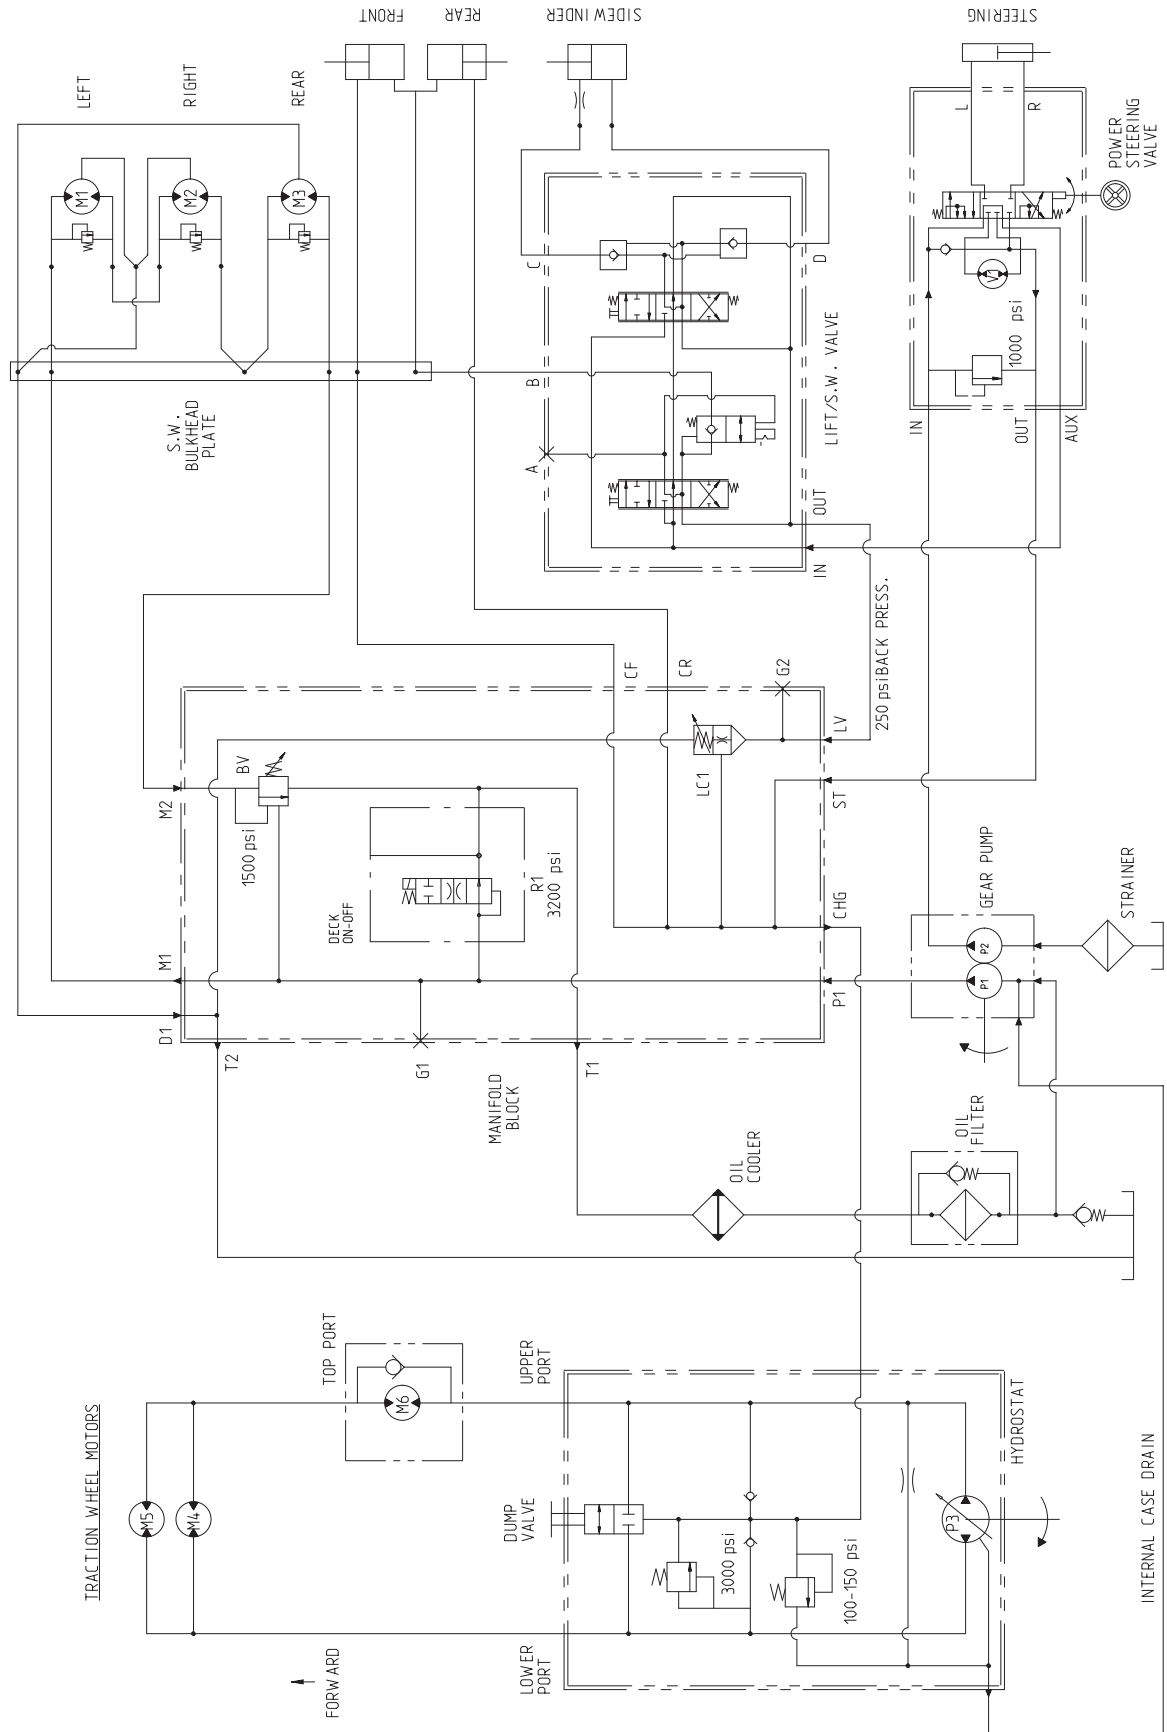 FRONT
REAR
SIDEWINDER
STEERING
LEFT
RIGHT
REAR
M1
M2
M3
S.W.
BULKHEAD
PLATE
A
B
C
D
IN
OUT
LIFT/S.W. VALVE
L
R
V1
1000 psi
IN
OUT
AUX
POWER
STEERING
VALVE
250 psi BACK PRESS.
M2
BV
1500 psi
DECK
ON-OFF
R1
3200 psi
LC1
CF
CR
G2
LV
ST
CHG
P1
M1
D1
T2
G1
T1
MANIFOLD
BLOCK
GEAR PUMP
P2
P1
STRAINER
OIL
COOLER
OIL
FILTER
TRACTION WHEEL MOTORS
M5
M4
M6
TOP PORT
UPPER
PORT
DUMP
VALVE
3000 psi
100-150 psi
P3
HYDROSTAT
LOWER
PORT
FORWARD
INTERNAL CASE DRAIN